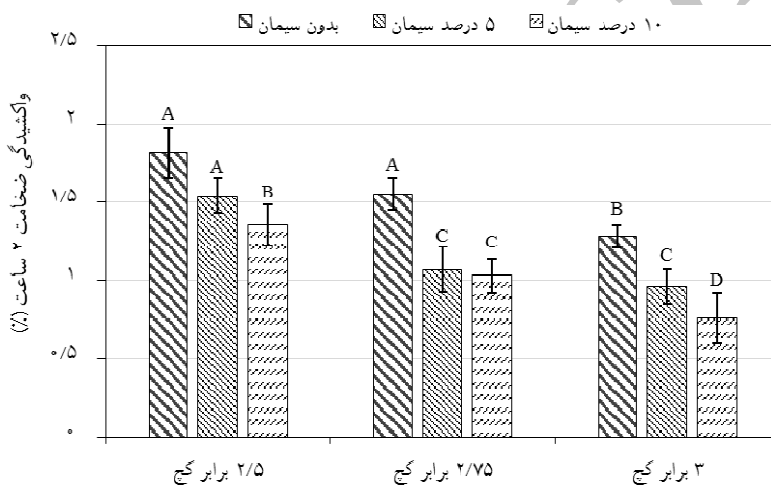 بدون سیمان ۵ درصد سیمان ۱۰ درصد سیمان
واکشیدگی ضخامت ۲ ساعت (٪)
۲/۵
۲
۱/۵
۱
۰/۵
۰
A A B
A C C
B C D
۲/۵ برابر گچ ۲/۷۵ برابر گچ ۳ برابر گچ